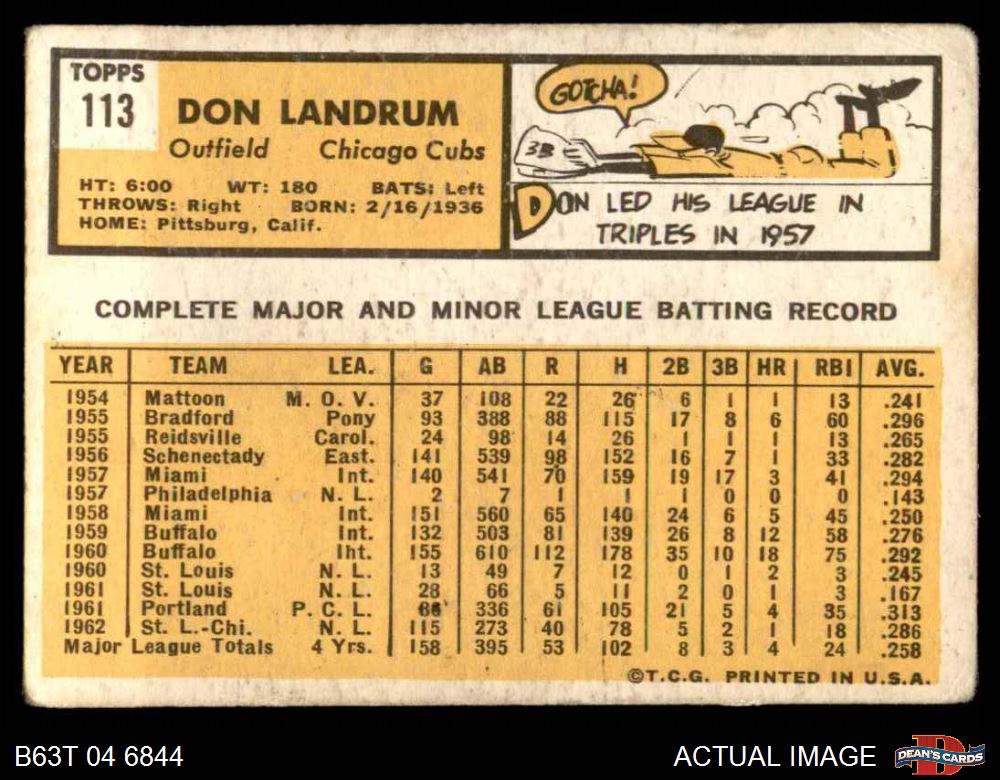 TOPPS
113
DON LANDRUM
Outfield Chicago Cubs
HT: 6:00 WT: 180 BATS: Left
THROWS: Right BORN: 2/16/1936
HOME: Pittsburg, Calif.
GOTCHA!
3B
DON LED HIS LEAGUE IN
TRIPLES IN 1957
COMPLETE MAJOR AND MINOR LEAGUE BATTING RECORD
YEAR TEAM LEA. G AB R H 2B 3B HR RBI AVG.
1954 Mattoon M. O. V. 37 108 22 26 6 1 1 13 .241
1955 Bradford Pony 93 388 88 115 17 8 6 60 .296
1955 Reidsville Carol. 24 98 14 26 1 1 1 13 .265
1956 Schenectady East. 141 539 98 152 16 7 1 33 .282
1957 Miami Int. 140 541 70 159 19 17 3 41 .294
1957 Philadelphia N. L. 2 7 1 1 1 0 0 0 .143
1958 Miami Int. 151 560 65 140 24 6 5 45 .250
1959 Buffalo Int. 132 503 81 139 26 8 12 58 .276
1960 Buffalo Int. 155 610 112 178 35 10 18 75 .292
1960 St. Louis N. L. 13 49 7 12 0 1 2 3 .245
1961 St. Louis N. L. 28 66 5 11 2 0 1 3 .167
1961 Portland P. C. L. 336 61 105 21 5 4 35 .313
1962 St. L.-Chi. N. L. 115 273 40 78 5 2 1 18 .286
Major League Totals 4 Yrs. 158 395 53 102 8 3 4 24 .258
©T.C.G. PRINTED IN U.S.A.
B63T 04 6844
ACTUAL IMAGE
DEAN'S CARDS